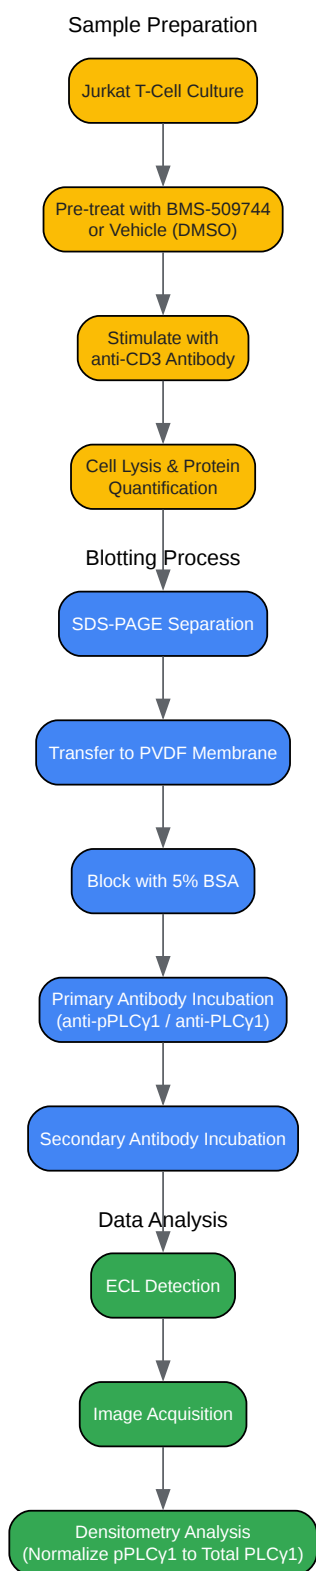 Sample Preparation
Jurkat T-Cell Culture
Pre-treat with BMS-509744
or Vehicle (DMSO)
Stimulate with
anti-CD3 Antibody
Cell Lysis & Protein
Quantification
Blotting Process
SDS-PAGE Separation
Transfer to PVDF Membrane
Block with 5% BSA
Primary Antibody Incubation
(anti-pPLCγ1 / anti-PLCγ1)
Secondary Antibody Incubation
Data Analysis
ECL Detection
Image Acquisition
Densitometry Analysis
(Normalize pPLCγ1 to Total PLCγ1)